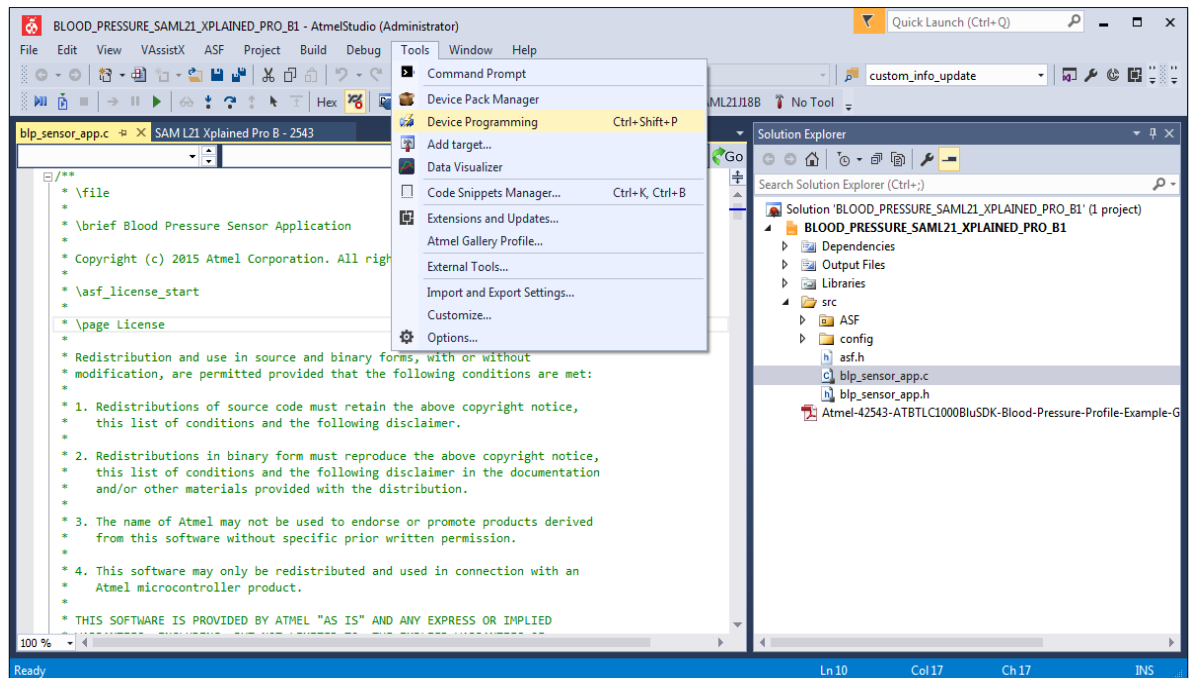 BLOOD_PRESSURE_SAML21_XPLAINED_PRO_B1 - AtmelStudio (Administrator)
Quick Launch (Ctrl+Q)
File Edit View VAssistX ASF Project Build Debug Tools Window Help
custom_info_update
Hex
ML21J18B No Tool
Command Prompt
Device Pack Manager
Device Programming Ctrl+Shift+P
Add target...
Data Visualizer
Code Snippets Manager... Ctrl+K, Ctrl+B
Extensions and Updates...
Atmel Gallery Profile...
External Tools...
Import and Export Settings...
Customize...
Options...
blp_sensor_app.c SAM L21 Xplained Pro B - 2543
Go
/**
* \file
*
* \brief Blood Pressure Sensor Application
*
* Copyright (c) 2015 Atmel Corporation. All righ
*
* \asf_license_start
*
* \page License
*
* Redistribution and use in source and binary forms, with or without
* modification, are permitted provided that the following conditions are met:
*
* 1. Redistributions of source code must retain the above copyright notice,
* this list of conditions and the following disclaimer.
*
* 2. Redistributions in binary form must reproduce the above copyright notice,
* this list of conditions and the following disclaimer in the documentation
* and/or other materials provided with the distribution.
*
* 3. The name of Atmel may not be used to endorse or promote products derived
* from this software without specific prior written permission.
*
* 4. This software may only be redistributed and used in connection with an
* Atmel microcontroller product.
*
* THIS SOFTWARE IS PROVIDED BY ATMEL "AS IS" AND ANY EXPRESS OR IMPLIED
100 %
Solution Explorer
Search Solution Explorer (Ctrl+;)
Solution 'BLOOD_PRESSURE_SAML21_XPLAINED_PRO_B1' (1 project)
BLOOD_PRESSURE_SAML21_XPLAINED_PRO_B1
Dependencies
Output Files
Libraries
src
ASF
config
asf.h
blp_sensor_app.c
blp_sensor_app.h
Atmel-42543-ATBTLC1000BluSDK-Blood-Pressure-Profile-Example-G
Ready Ln 10 Col 17 Ch 17 INS